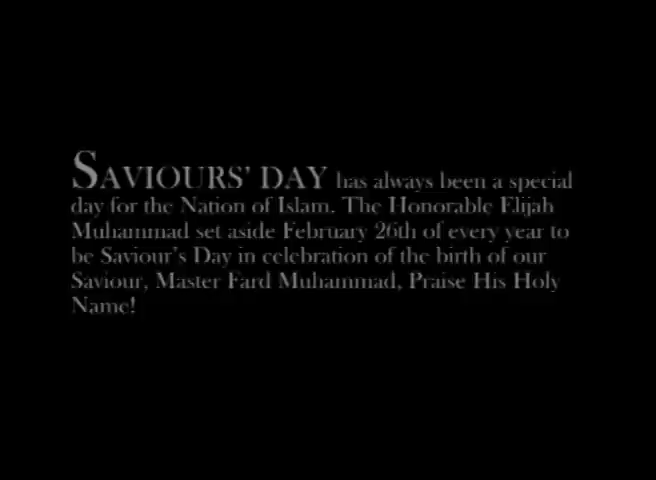 SAVIOURS' DAY has always been a special
day for the Nation of Islam. The Honorable Elijah
Muhammad set aside February 26th of every year to
be Saviour's Day in celebration of the birth of our
Saviour, Master Fard Muhammad, Praise His Holy
Name!